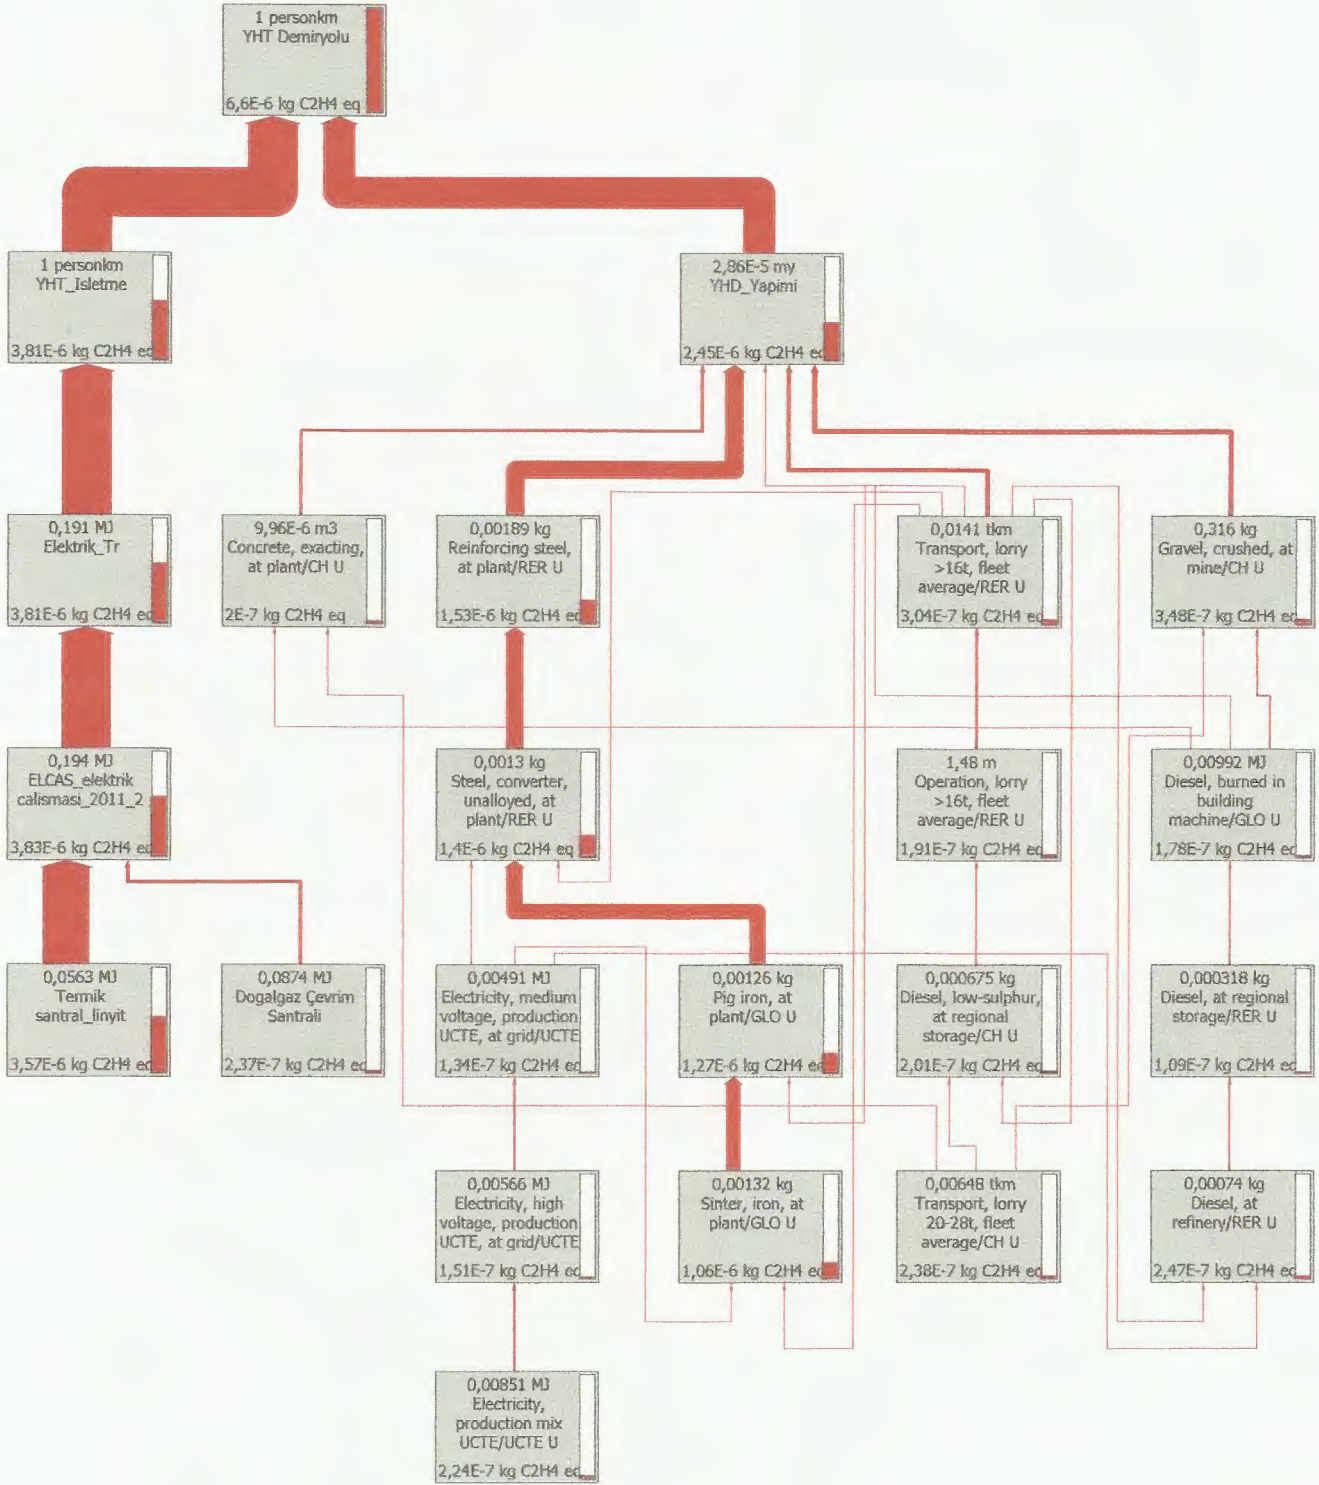 1 personkm
YHT Demiryolu
6,6E-6 kg C2H4 eq
1 personkm
YHT_Isletme
3,81E-6 kg C2H4 eq
2,86E-5 my
YHD_Yapimi
2,45E-6 kg C2H4 eq
0,191 MJ
Elektrik_Tr
3,81E-6 kg C2H4 eq
9,96E-6 m3
Concrete, exacting,
at plant/CH U
2E-7 kg C2H4 eq
0,00189 kg
Reinforcing steel,
at plant/RER U
1,53E-6 kg C2H4 eq
0,0141 tkm
Transport, lorry
>16t, fleet
average/RER U
3,04E-7 kg C2H4 eq
0,316 kg
Gravel, crushed, at
mine/CH U
3,48E-7 kg C2H4 eq
0,194 MJ
ELCAS_elektrik
calismasi_2011_2
3,83E-6 kg C2H4 eq
0,0013 kg
Steel, converter,
unalloyed, at
plant/RER U
1,4E-6 kg C2H4 eq
1,48 m
Operation, lorry
>16t, fleet
average/RER U
1,91E-7 kg C2H4 eq
0,00992 MJ
Diesel, burned in
building
machine/GLO U
1,78E-7 kg C2H4 eq
0,0563 MJ
Termik
santral_linyit
3,57E-6 kg C2H4 eq
0,0874 MJ
Dogalgaz Çevrim
Santrali
2,37E-7 kg C2H4 eq
0,00491 MJ
Electricity, medium
voltage, production
UCTE, at grid/UCTE
1,34E-7 kg C2H4 eq
0,00126 kg
Pig iron, at
plant/GLO U
1,27E-6 kg C2H4 eq
0,000675 kg
Diesel, low-sulphur,
at regional
storage/CH U
2,01E-7 kg C2H4 eq
0,000318 kg
Diesel, at regional
storage/RER U
1,09E-7 kg C2H4 eq
0,00566 MJ
Electricity, high
voltage, production
UCTE, at grid/UCTE
1,51E-7 kg C2H4 eq
0,00132 kg
Sinter, iron, at
plant/GLO U
1,06E-6 kg C2H4 eq
0,00648 tkm
Transport, lorry
20-28t, fleet
average/CH U
2,38E-7 kg C2H4 eq
0,00074 kg
Diesel, at
refinery/RER U
2,47E-7 kg C2H4 eq
0,00851 MJ
Electricity,
production mix
UCTE/UCTE U
2,24E-7 kg C2H4 eq